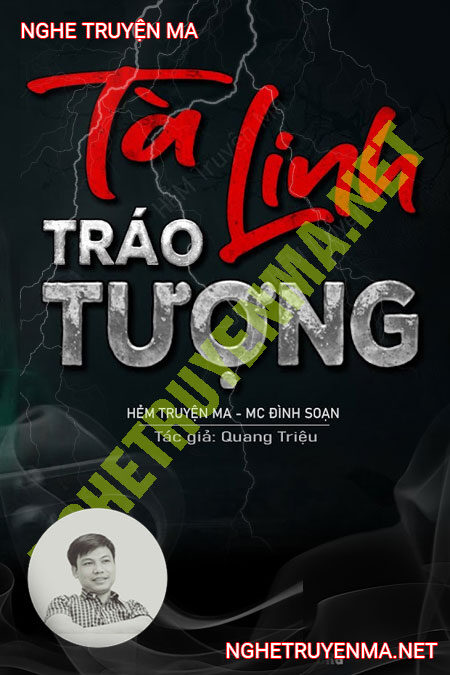 NGHE TRUYỆN MA
Tà Linh
TRÁO
TƯỢNG
HẺM TRUYỆN MA - MC ĐÌNH SOẠN
Tác giả: Quang Triệu
NGHETRUYENMA.NET
NGHETRUYENMA.NET